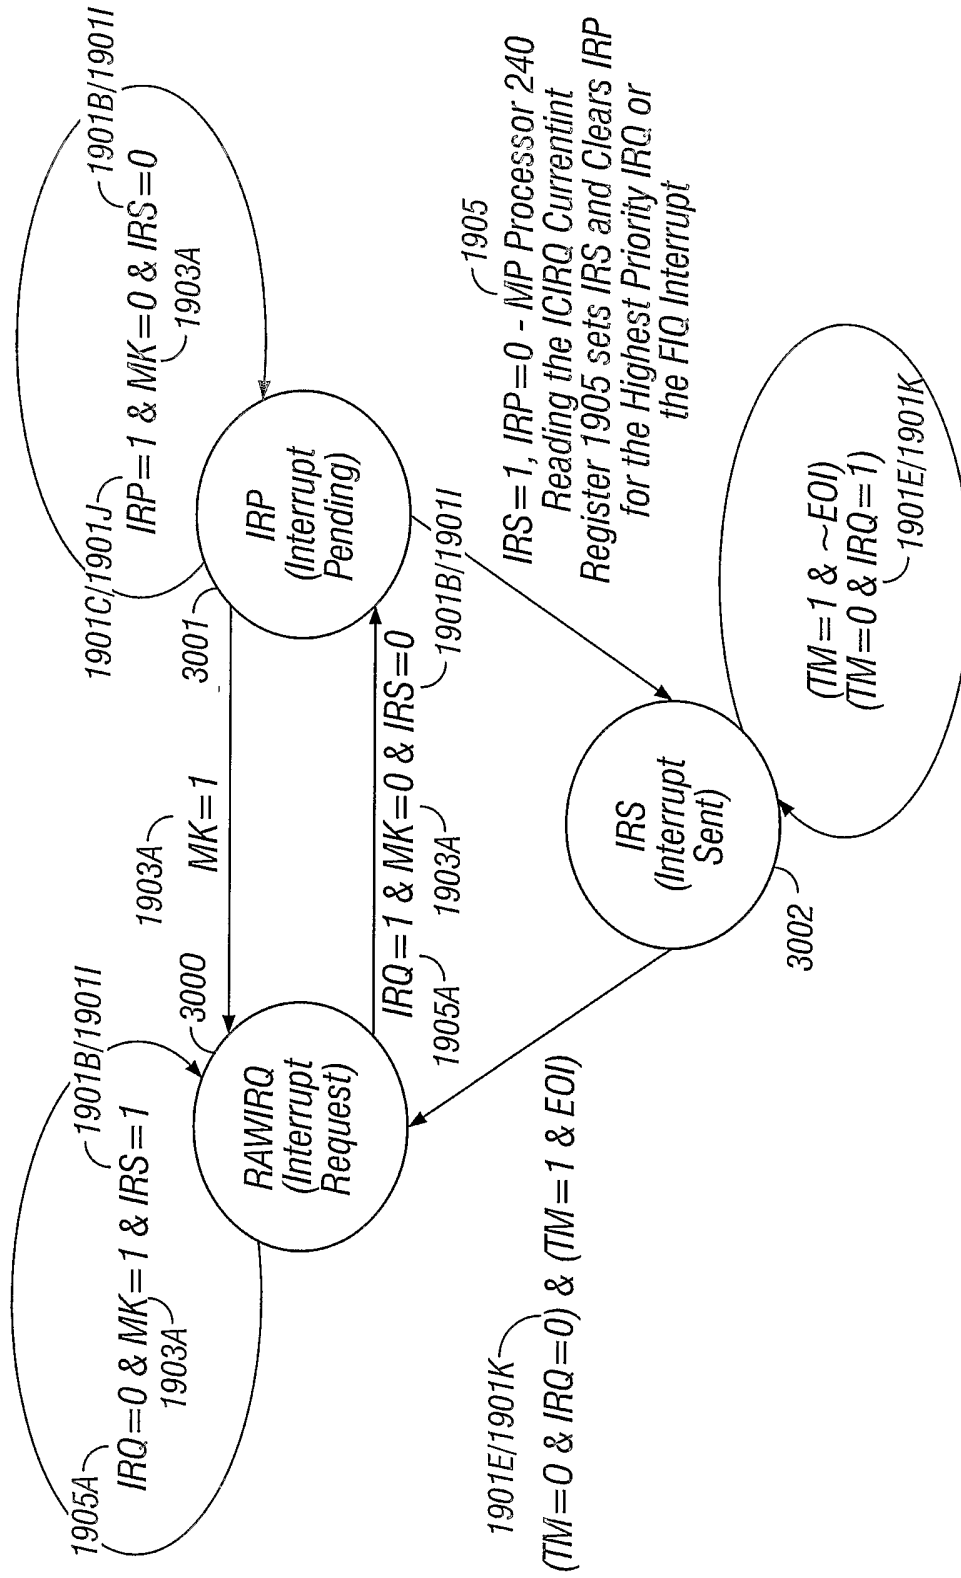 1905A
IRQ=0 & MK=1 & IRS=1
1903A
1901B/1901I
3000
RAWIRQ
(Interrupt
Request)
1903A
MK=1
IRQ=1 & MK=0 & IRS=0
1905A
1903A
1901B/1901I
1901C/1901J
IRP=1 & MK=0 & IRS=0
1903A
1901B/1901I
3001
IRP
(Interrupt
Pending)
1905
IRS=1, IRP=0 - MP Processor 240
Reading the ICIRQ Currentint
Register 1905 sets IRS and Clears IRP
for the Highest Priority IRQ or
the FIQ Interrupt
IRS
(Interrupt
Sent)
3002
(TM=1 & ~EOI)
(TM=0 & IRQ=1)
1901E/1901K
1901E/1901K
(TM=0 & IRQ=0) & (TM=1 & EOI)